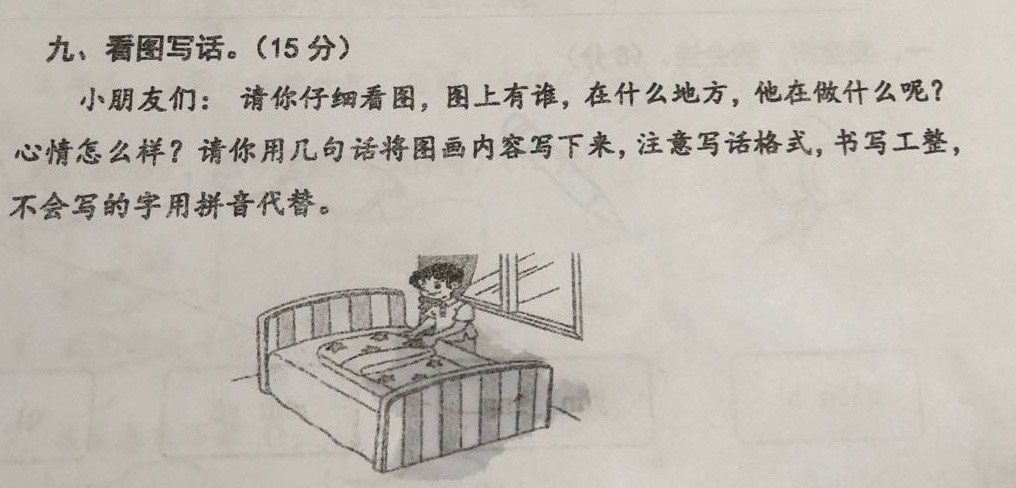 九、看图写话。(15分)
小朋友们： 请你仔细看图，图上有谁，在什么地方，他在做什么呢？
心情怎么样？请你用几句话将图画内容写下来，注意写话格式，书写工整，
不会写的字用拼音代替。